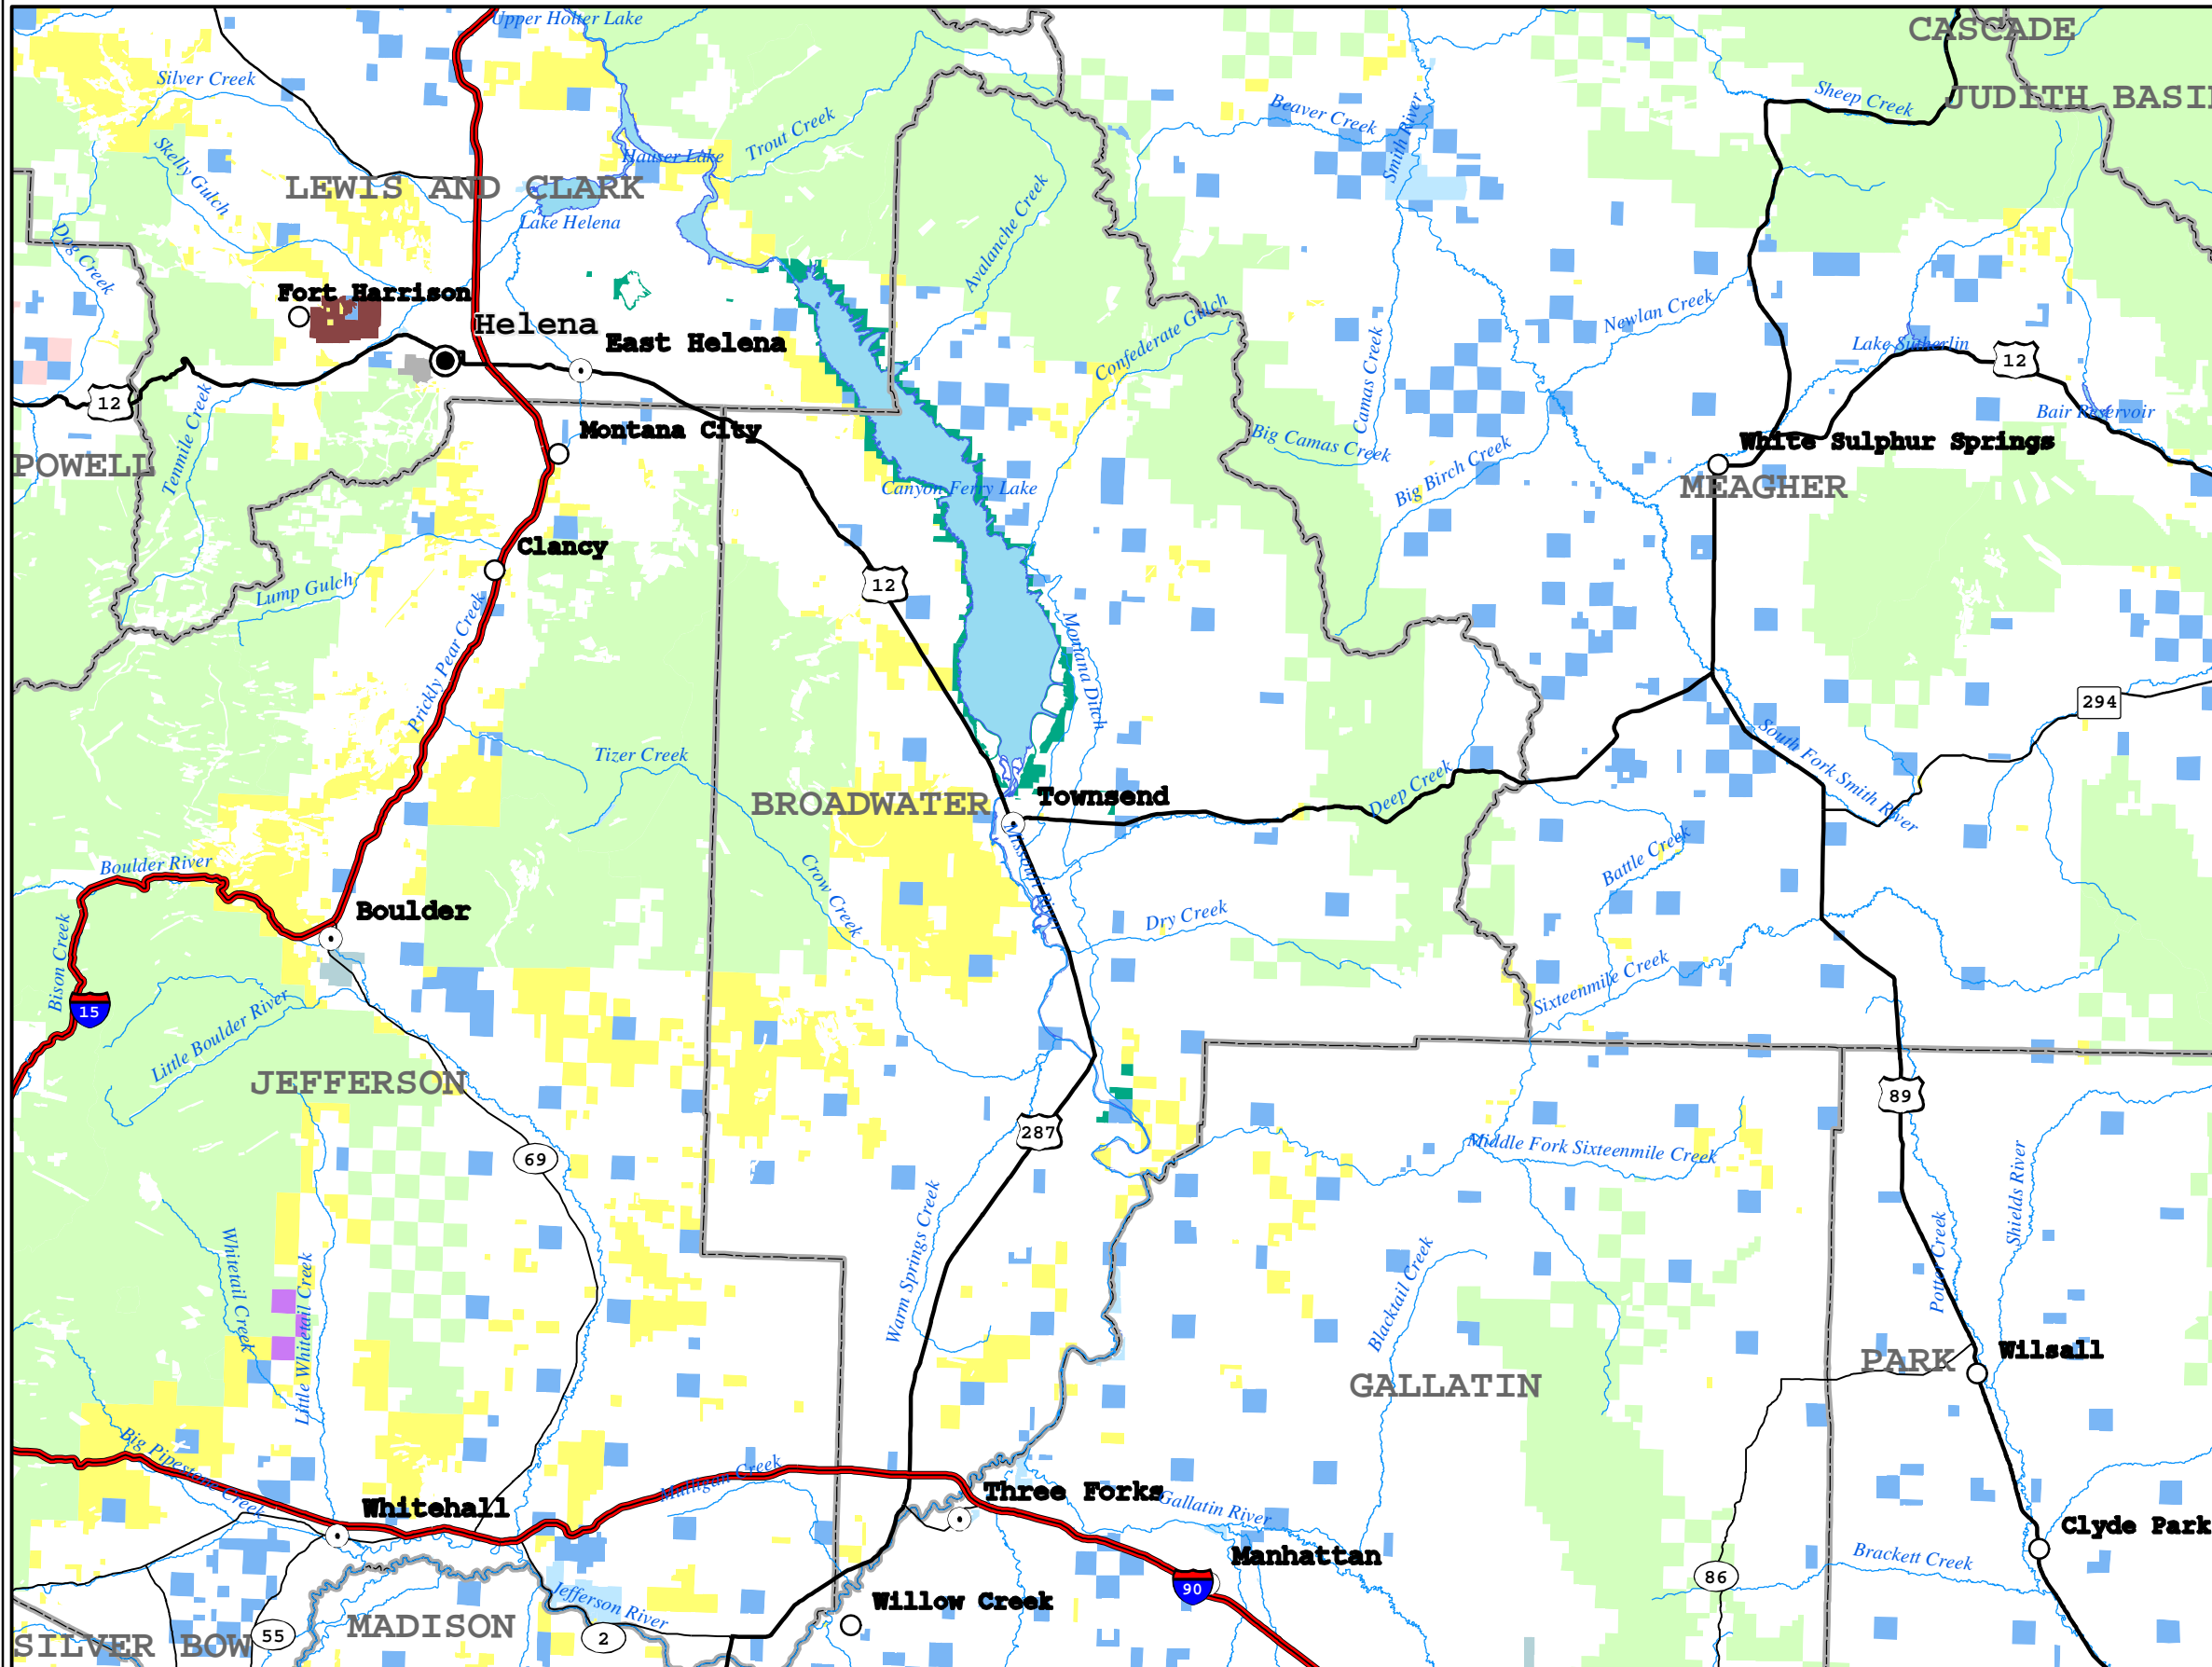 Upper Holter Lake
CASCADE
Silver Creek
Sheep Creek
JUDITH BASI
Beaver Creek
Smith River
Trout Creek
Hauser Lake
Skelly Gulch
LEWIS AND CLARK
Lake Helena
Avalanche Creek
Dog Creek
Fort Harrison
Helena
East Helena
Confederate Gulch
Newlan Creek
Lake Sutherlin
12
12
Camas Creek
Bair Reservoir
Tenmile Creek
Montana City
Big Camas Creek
White Sulphur Springs
POWELL
Big Birch Creek
MEAGHER
Canyon Ferry Lake
Clancy
Lump Gulch
12
Prickly Pear Creek
Montana Ditch
294
Tizer Creek
South Fork Smith River
BROADWATER
Townsend
Deep Creek
Missouri River
Battle Creek
Boulder River
Crow Creek
Boulder
Dry Creek
Bison Creek
Sixteenmile Creek
15
Little Boulder River
JEFFERSON
89
287
69
Middle Fork Sixteenmile Creek
Shields River
Warm Springs Creek
Potter Creek
Whitetail Creek
Little Whitetail Creek
Blacktail Creek
Wilsall
PARK
GALLATIN
Big Pipestone Creek
Mulligan Creek
Whitehall
Three Forks
Gallatin River
Clyde Park
Manhattan
Brackett Creek
90
86
Willow Creek
Jefferson River
MADISON
55
2
SILVER BOW